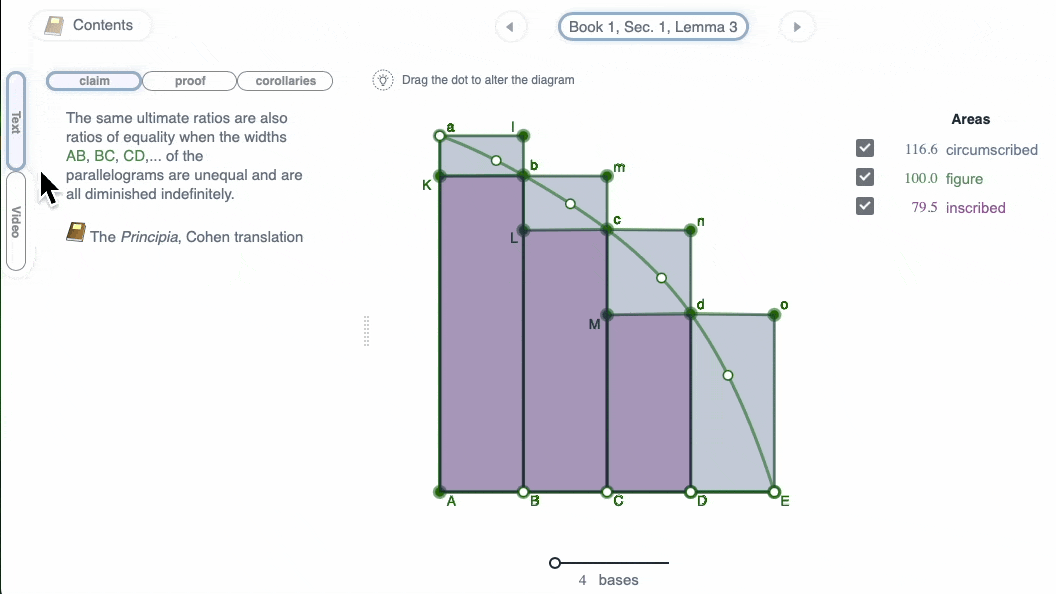 Contents
Book 1, Sec. 1, Lemma 3
claim
proof
corollaries
Drag the dot to alter the diagram
Text
Video
The same ultimate ratios are also
ratios of equality when the widths
AB, BC, CD,... of the
parallelograms are unequal and are
all diminished indefinitely.
The Principia, Cohen translation
a
l
b
m
K
c
n
L
d
o
M
A
B
C
D
E
Areas
116.6 circumscribed
100.0 figure
79.5 inscribed
4 bases